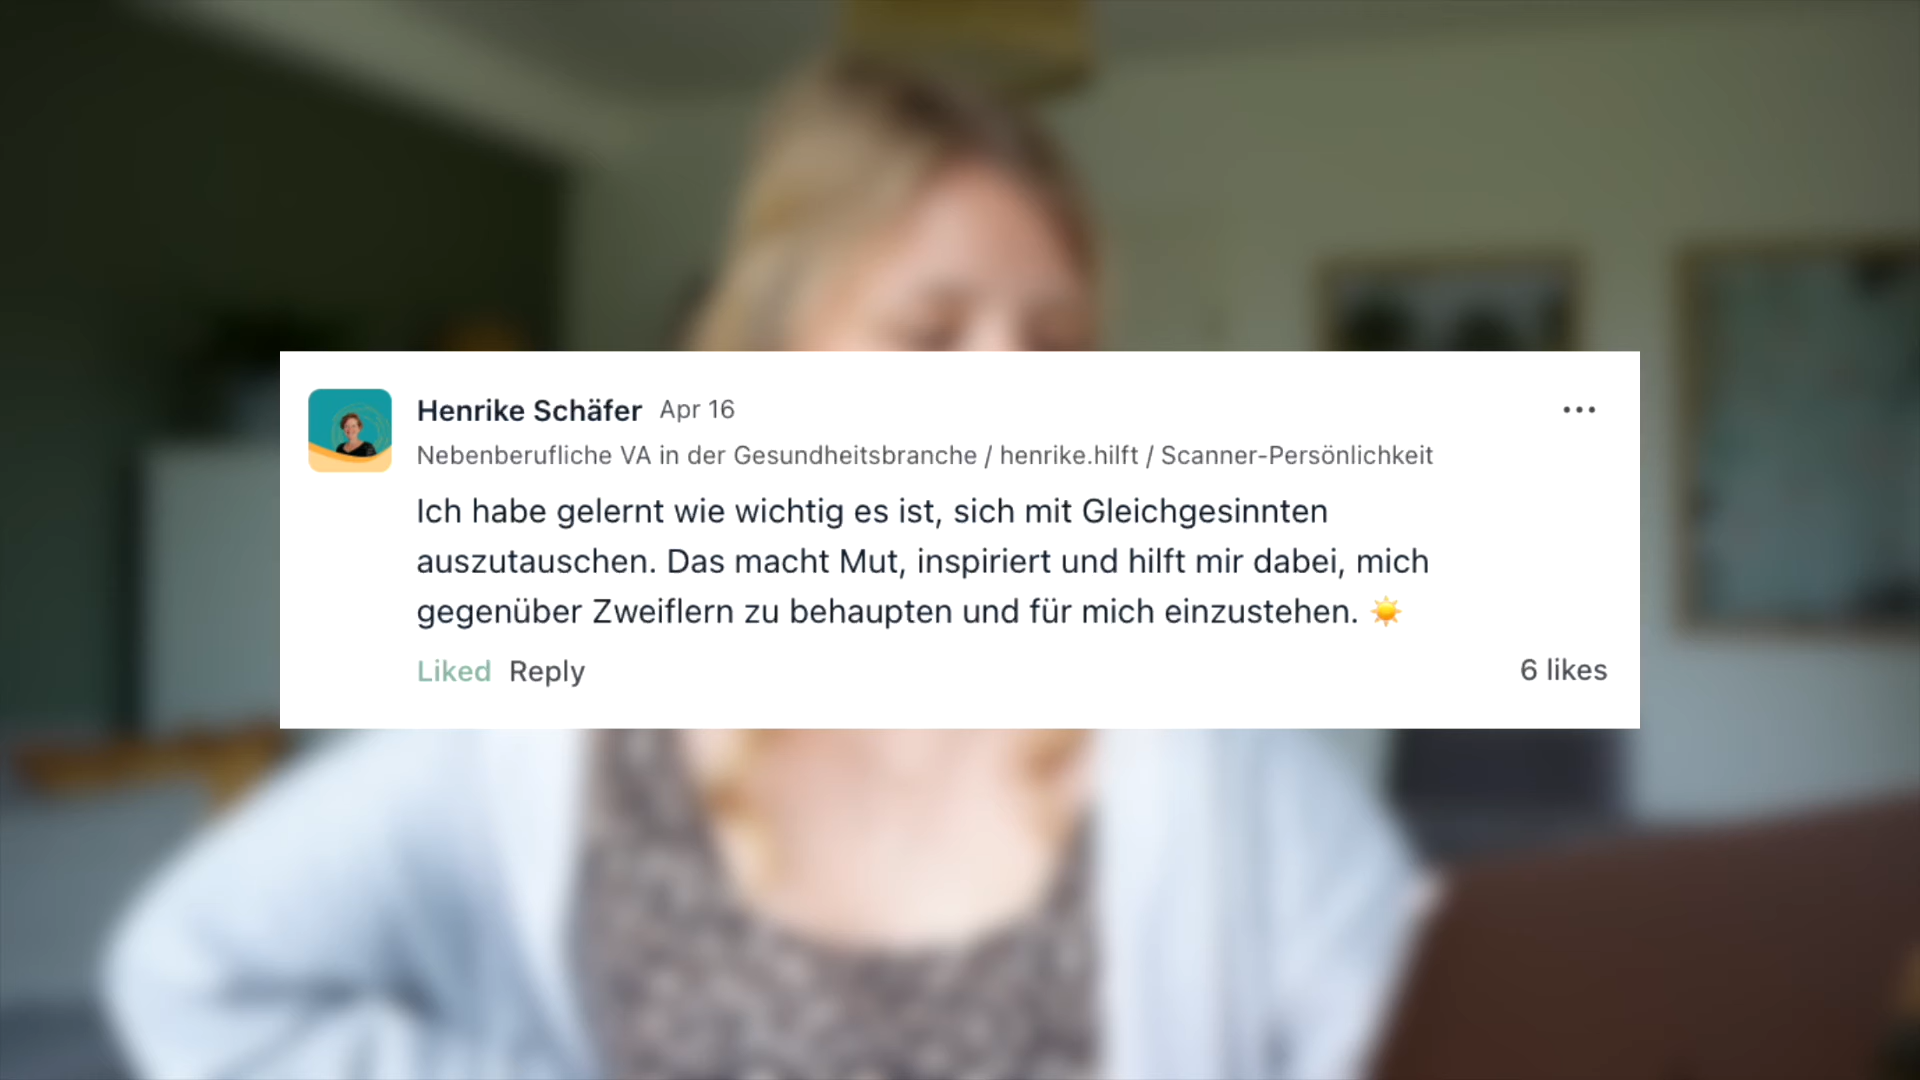 Henrike Schäfer Apr 16
Nebenberufliche VA in der Gesundheitsbranche / henrike.hilft / Scanner-Persönlichkeit
Ich habe gelernt wie wichtig es ist, sich mit Gleichgesinnten
auszutauschen. Das macht Mut, inspiriert und hilft mir dabei, mich
gegenüber Zweiflern zu behaupten und für mich einzustehen. ☀️
Liked Reply 6 likes